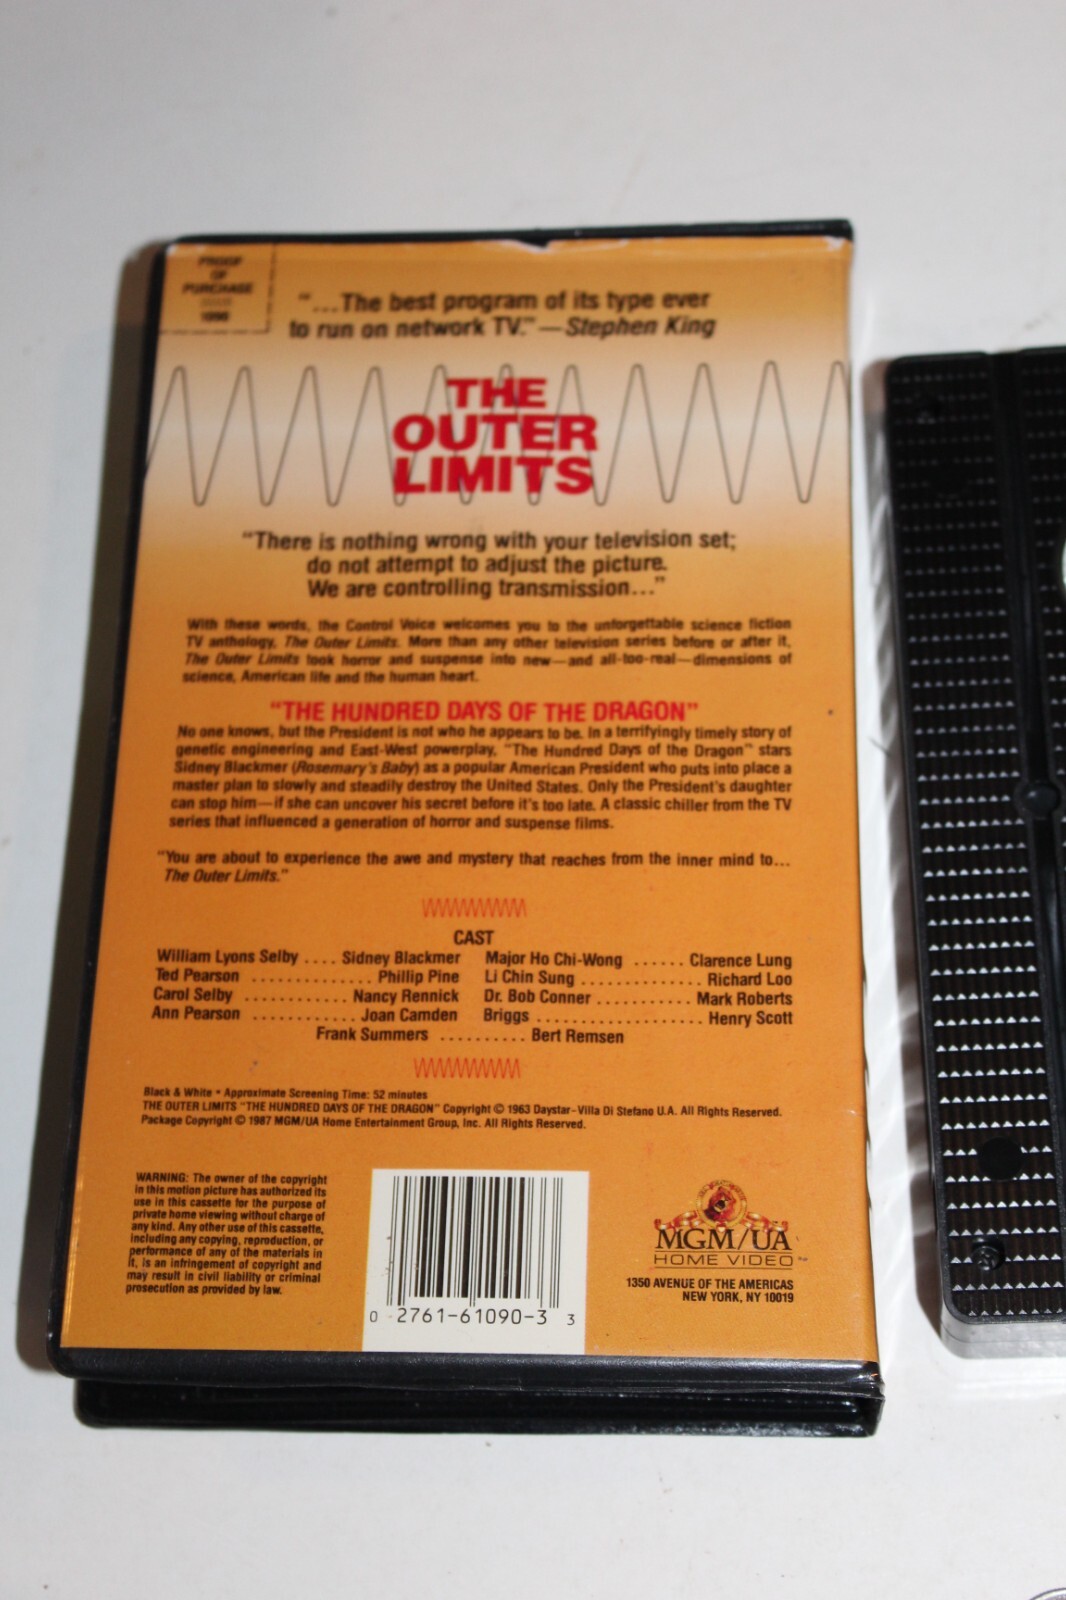 PROOF
OF
PURCHASE
1090
"...The best program of its type ever
to run on network TV."—Stephen King
THE
OUTER
LIMITS
"There is nothing wrong with your television set;
do not attempt to adjust the picture.
We are controlling transmission..."
With these words, the Control Voice welcomes you to the unforgettable science fiction
TV anthology, The Outer Limits. More than any other television series before or after it,
The Outer Limits took horror and suspense into new—and all-too-real—dimensions of
science, American life and the human heart.
"THE HUNDRED DAYS OF THE DRAGON"
No one knows, but the President is not who he appears to be. In a terrifyingly timely story of
genetic engineering and East-West powerplay, "The Hundred Days of the Dragon" stars
Sidney Blackmer (Rosemary's Baby) as a popular American President who puts into place a
master plan to slowly and steadily destroy the United States. Only the President's daughter
can stop him—if she can uncover his secret before it's too late. A classic chiller from the TV
series that influenced a generation of horror and suspense films.
"You are about to experience the awe and mystery that reaches from the inner mind to...
The Outer Limits."
CAST
William Lyons Selby .... Sidney Blackmer Major Ho Chi-Wong ...... Clarence Lung
Ted Pearson ............. Phillip Pine Li Chin Sung ............. Richard Loo
Carol Selby ........... Nancy Rennick Dr. Bob Conner ........... Mark Roberts
Ann Pearson ........... Joan Camden Briggs .................. Henry Scott
Frank Summers .......... Bert Remsen
Black & White • Approximate Screening Time: 52 minutes
THE OUTER LIMITS "THE HUNDRED DAYS OF THE DRAGON" Copyright © 1963 Daystar-Villa Di Stefano U.A. All Rights Reserved.
Package Copyright © 1987 MGM/UA Home Entertainment Group, Inc. All Rights Reserved.
WARNING: The owner of the copyright
in this motion picture has authorized its
use in this cassette for the purpose of
private home viewing without charge of
any kind. Any other use of this cassette,
including any copying, reproduction, or
performance of any of the materials in
it, is an infringement of copyright and
may result in civil liability or criminal
prosecution as provided by law.
0 2761-61090-3 3
MGM/UA
HOME VIDEO
1350 AVENUE OF THE AMERICAS
NEW YORK, NY 10019